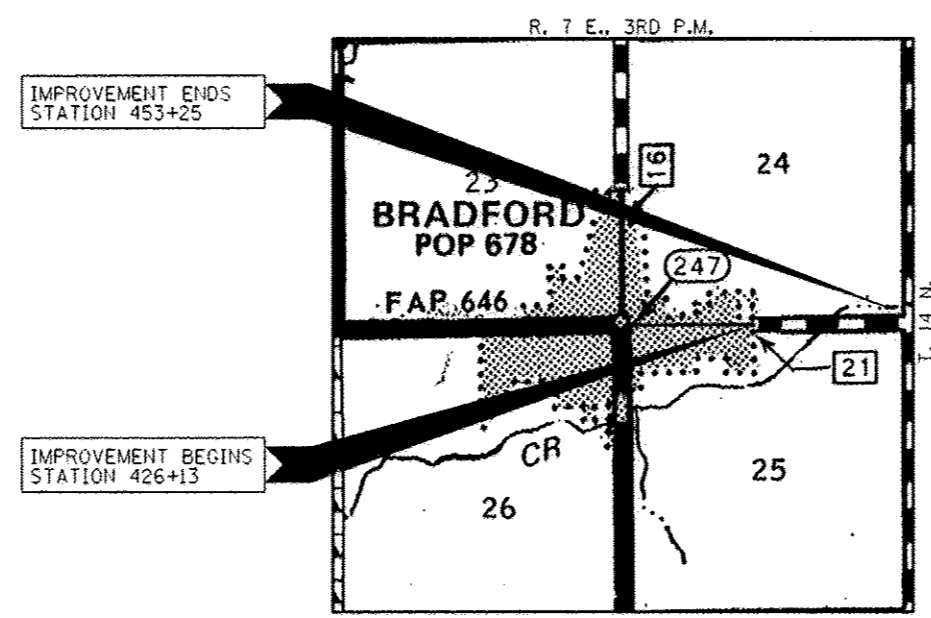 R. 7 E., 3RD P.M.
IMPROVEMENT ENDS
STATION 453+25
16
24
23
BRADFORD
POP 678
247
FAP 646
T. 14 N.
21
IMPROVEMENT BEGINS
STATION 426+13
CR
25
26